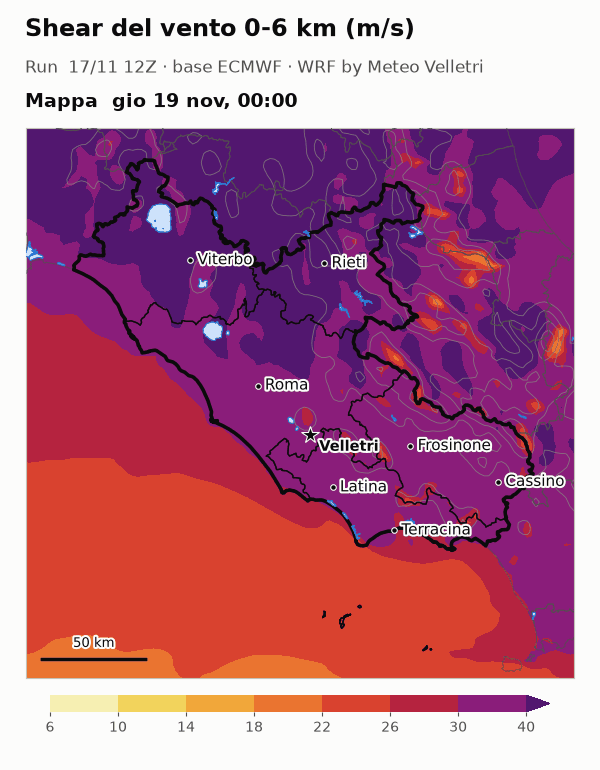 Shear del vento 0-6 km (m/s)
Run  17/11 12Z · base ECMWF · WRF by Meteo Velletri
Mappa  gio 19 nov, 00:00
Viterbo
Rieti
Roma
Velletri
Frosinone
Latina
Cassino
Terracina
50 km
6 10 14 18 22 26 30 40